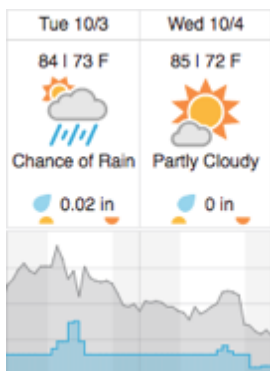 Tue 10/3
Wed 10/4
84 | 73 F
85 | 72 F
Chance of Rain
Partly Cloudy
0.02 in
0 in